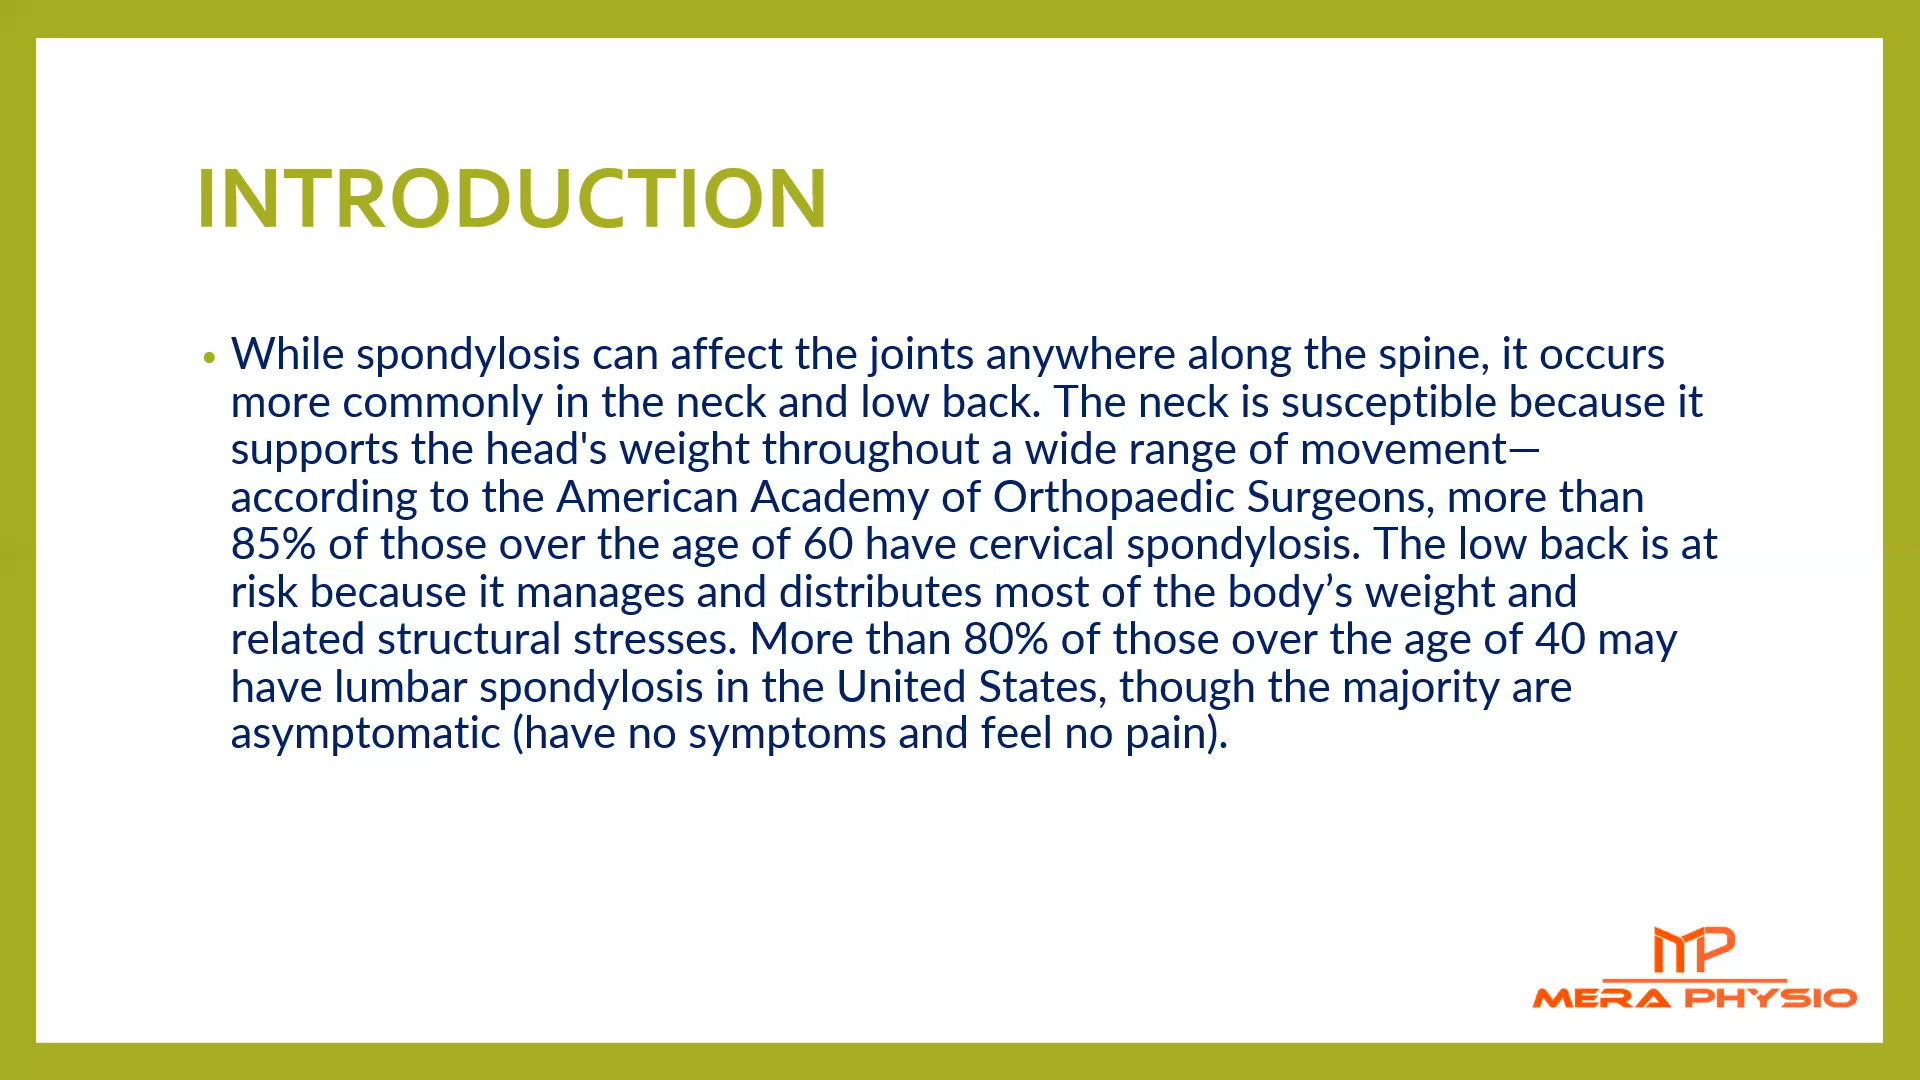 INTRODUCTION
• While spondylosis can affect the joints anywhere along the spine, it occurs
more commonly in the neck and low back. The neck is susceptible because it
supports the head's weight throughout a wide range of movement—
according to the American Academy of Orthopaedic Surgeons, more than
85% of those over the age of 60 have cervical spondylosis. The low back is at
risk because it manages and distributes most of the body’s weight and
related structural stresses. More than 80% of those over the age of 40 may
have lumbar spondylosis in the United States, though the majority are
asymptomatic (have no symptoms and feel no pain).
MP
MERA PHYSIO